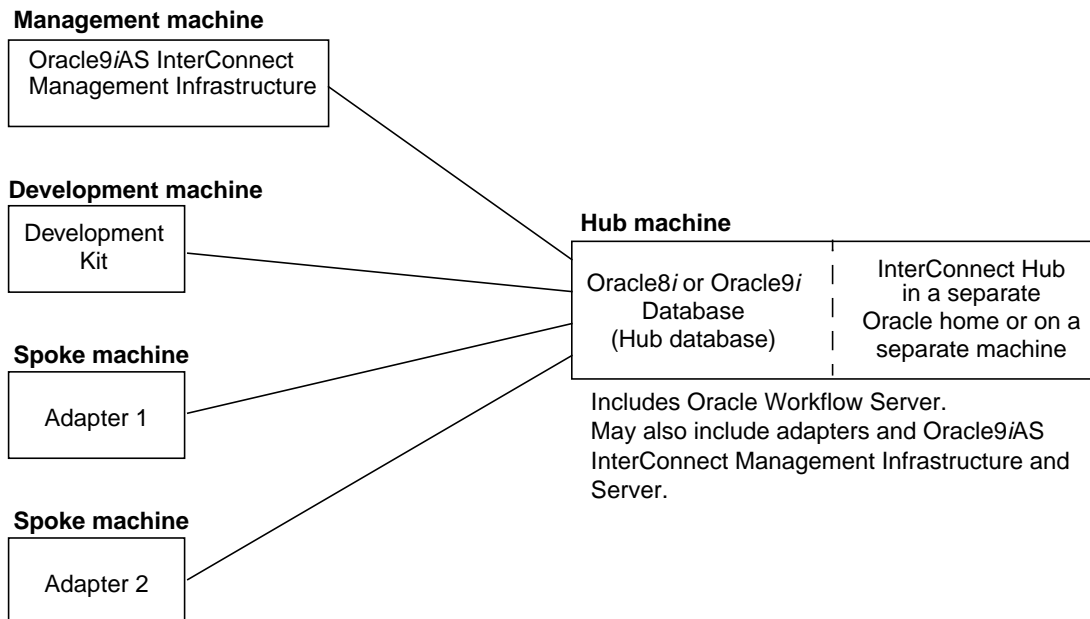 Management machine
Oracle9iAS InterConnect
Management Infrastructure
Development machine
Development
Kit
Spoke machine
Adapter 1
Spoke machine
Adapter 2
Hub machine
Oracle8i or Oracle9i
Database
(Hub database)
InterConnect Hub
in a separate
Oracle home or on a
separate machine
Includes Oracle Workflow Server.
May also include adapters and Oracle9iAS
InterConnect Management Infrastructure and
Server.